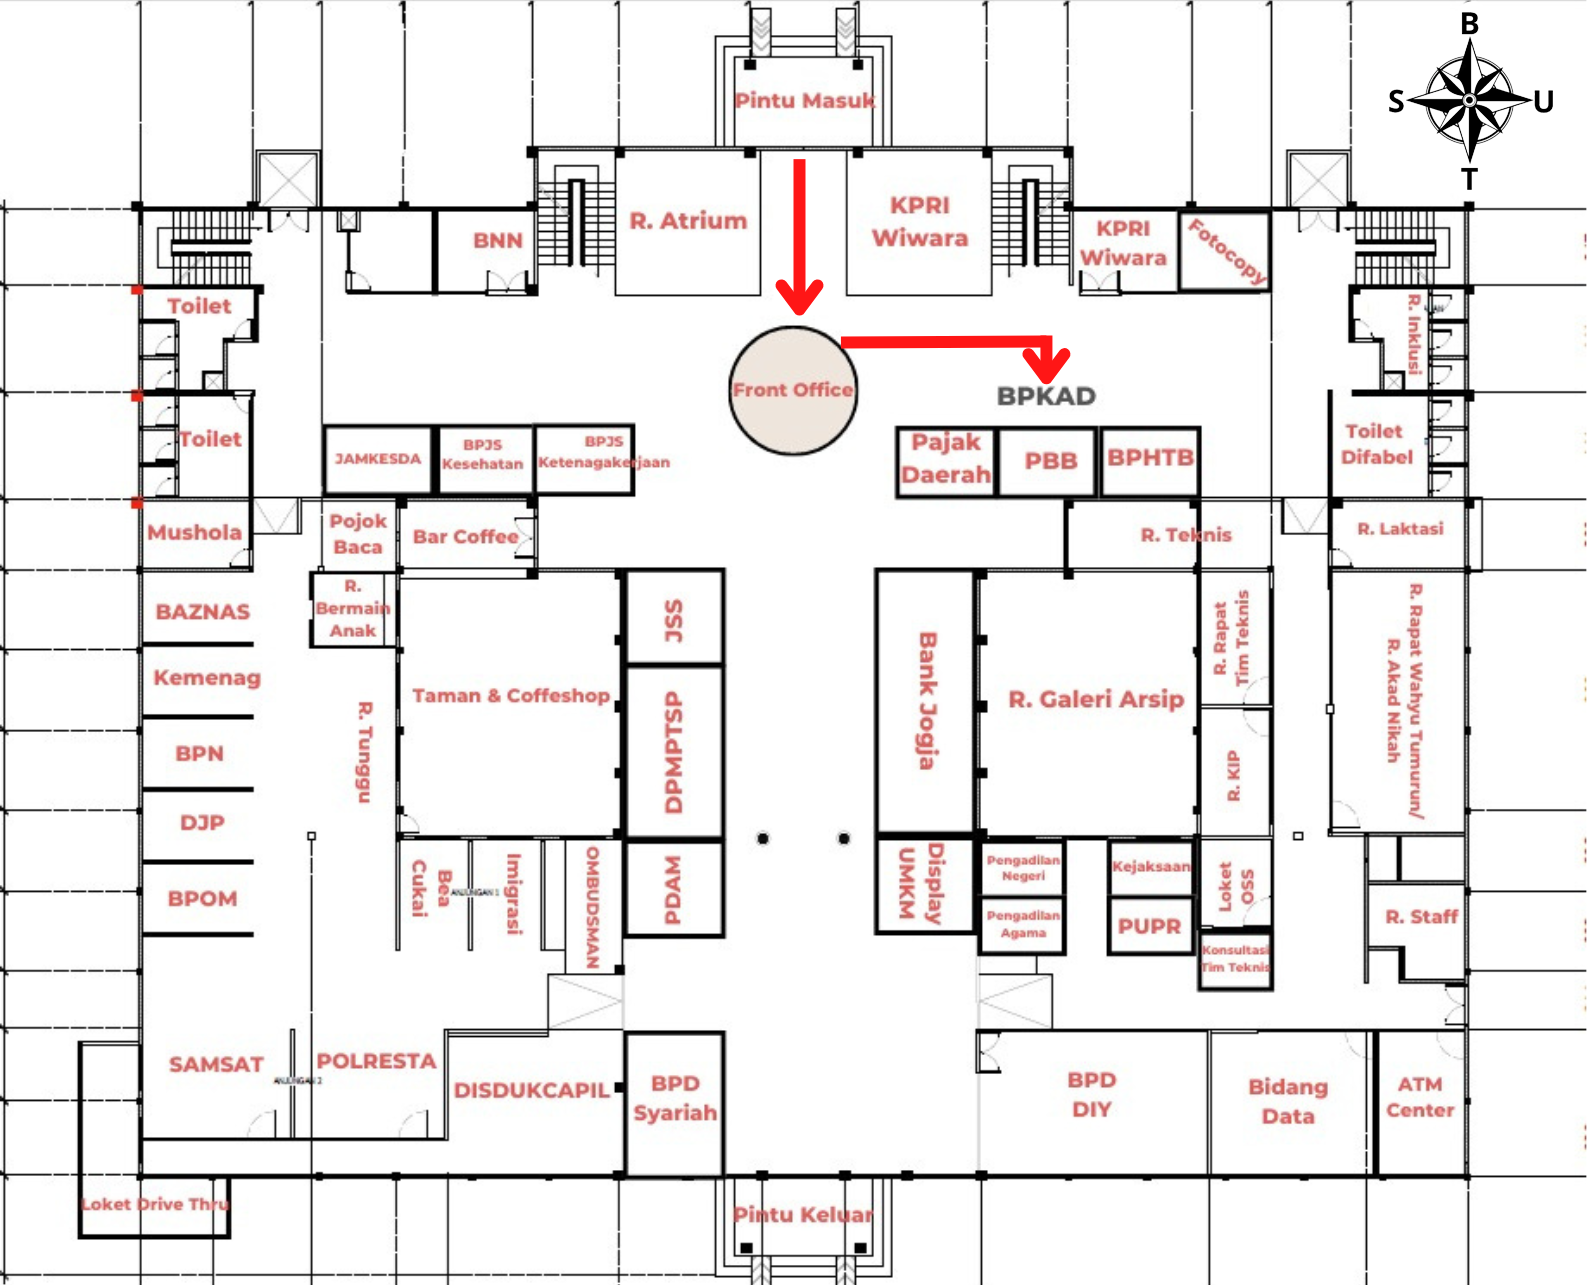 B
S
U
T
Pintu Masuk
R. Atrium
KPRI
Wiwara
BNN
KPRI
Wiwara
Fotocopy
Toilet
R. Inklusi
Front Office
BPKAD
Toilet
JAMKESDA
BPJS
Kesehatan
BPJS
Ketenagakerjaan
Pajak
Daerah
PBB
BPHTB
Toilet
Difabel
Mushola
Pojok
Baca
Bar Coffee
R. Teknis
R. Laktasi
BAZNAS
R.
Bermain
Anak
JSS
Bank Jogja
R. Rapat
Tim Teknis
R. Rapat Wahyu Tumurun/
R. Akad Nikah
Kemenag
Taman & Coffeshop
R. Galeri Arsip
R. Tunggu
DPMPTSP
BPN
R. KIP
DJP
BPOM
Bea
Cukai
ANJUNGAN 1
Imigrasi
OMBUDSMAN
PDAM
Display
UMKM
Pengadilan
Negeri
Kejaksaan
Loket
OSS
Pengadilan
Agama
PUPR
R. Staff
Konsultasi
Tim Teknis
SAMSAT
ANJUNGAN 2
POLRESTA
DISDUKCAPIL
BPD
Syariah
BPD
DIY
Bidang
Data
ATM
Center
Loket Drive Thru
Pintu Keluar